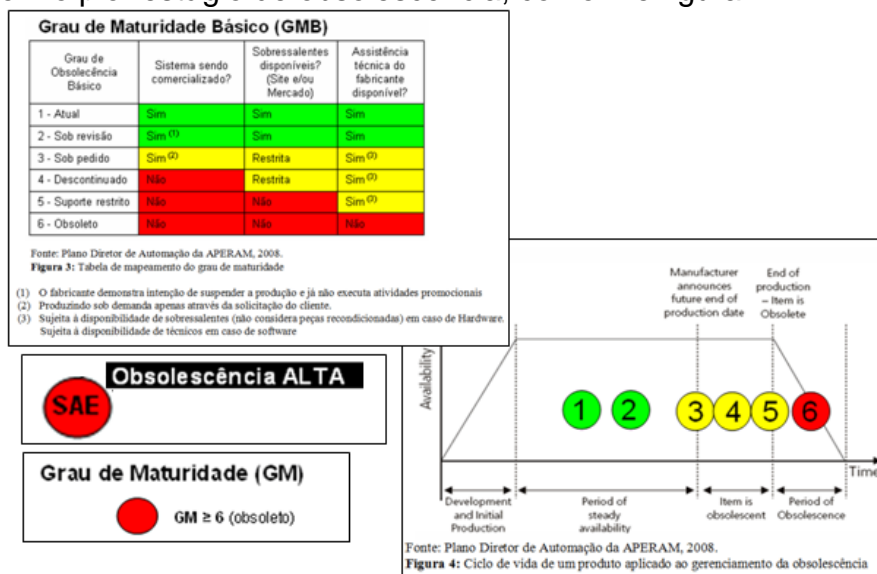 Grau de Maturidade Básico (GMB)
Grau de Obsolecência Básico
Sistema sendo comercializado?
Sobressalentes disponíveis? (Site e/ou Mercado)
Assistência técnica do fabricante disponível?
1 - Atual Sim Sim Sim
2 - Sob revisão Sim (1) Sim Sim
3 - Sob pedido Sim (2) Restrita Sim (3)
4 - Descontinuado Não Restrita Sim (3)
5 - Suporte restrito Não Não Sim (3)
6 - Obsoleto Não Não Não
Fonte: Plano Diretor de Automação da APERAM, 2008.
Figura 3: Tabela de mapeamento do grau de maturidade
(1) O fabricante demonstra intenção de suspender a produção e já não executa atividades promocionais
(2) Produzindo sob demanda apenas através da solicitação do cliente.
(3) Sujeita à disponibilidade de sobressalentes (não considera peças recondicionadas) em caso de Hardware.
Sujeita à disponibilidade de técnicos em caso de software
Obsolescência ALTA
SAE
Grau de Maturidade (GM)
GM ≥ 6 (obsoleto)
Manufacturer
announces
future end of
production date
End of
production
– Item is
Obsolete
Availability
1 2 3 4 5 6
Time
Development
and Initial
Production
Period of
steady
availability
Item is
obsolescent
Period of
Obsolescence
Fonte: Plano Diretor de Automação da APERAM, 2008.
Figura 4: Ciclo de vida de um produto aplicado ao gerenciamento da obsolescência